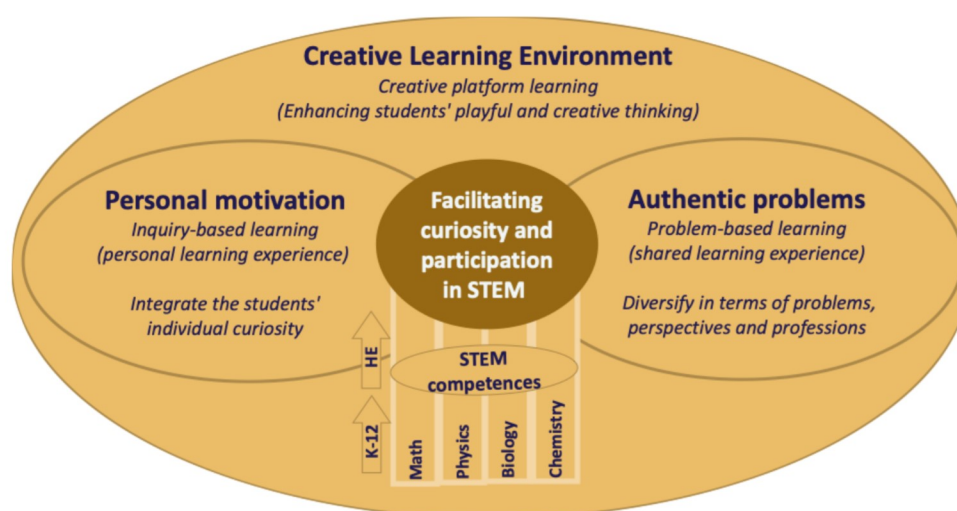 Creative Learning Environment
Creative platform learning
(Enhancing students' playful and creative thinking)
Personal motivation
Inquiry-based learning
(personal learning experience)
Integrate the students'
individual curiosity
Facilitating
curiosity and
participation
in STEM
Authentic problems
Problem-based learning
(shared learning experience)
Diversify in terms of problems,
perspectives and professions
HE
K-12
STEM
competences
Math
Physics
Biology
Chemistry